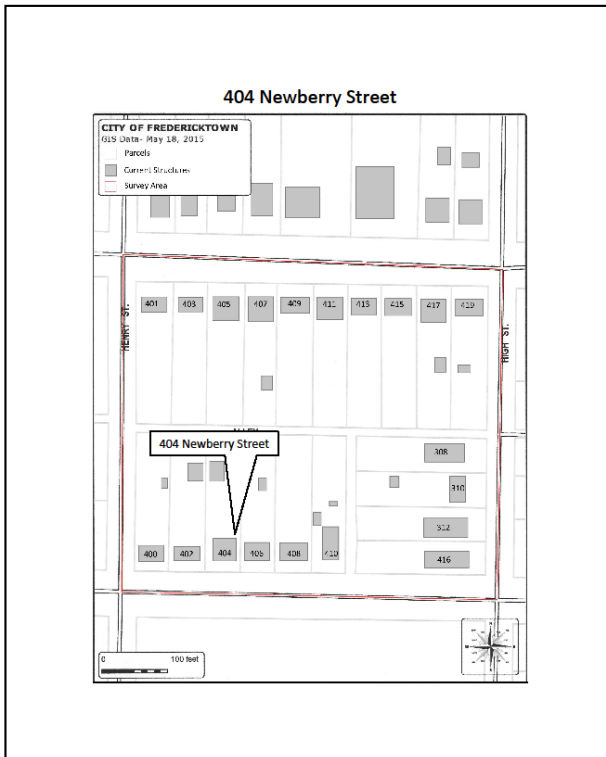 404 Newberry Street
CITY OF FREDERICKTOWN
GIS Data- May 18, 2015
Parcels
Current Structures
Survey Area
HENRY ST.
HIGH ST.
401 403 405 407 409 411 413 415 417 419
ALLEY
404 Newberry Street
308
310
312
400 402 404 406 408 410 416
0 100 feet